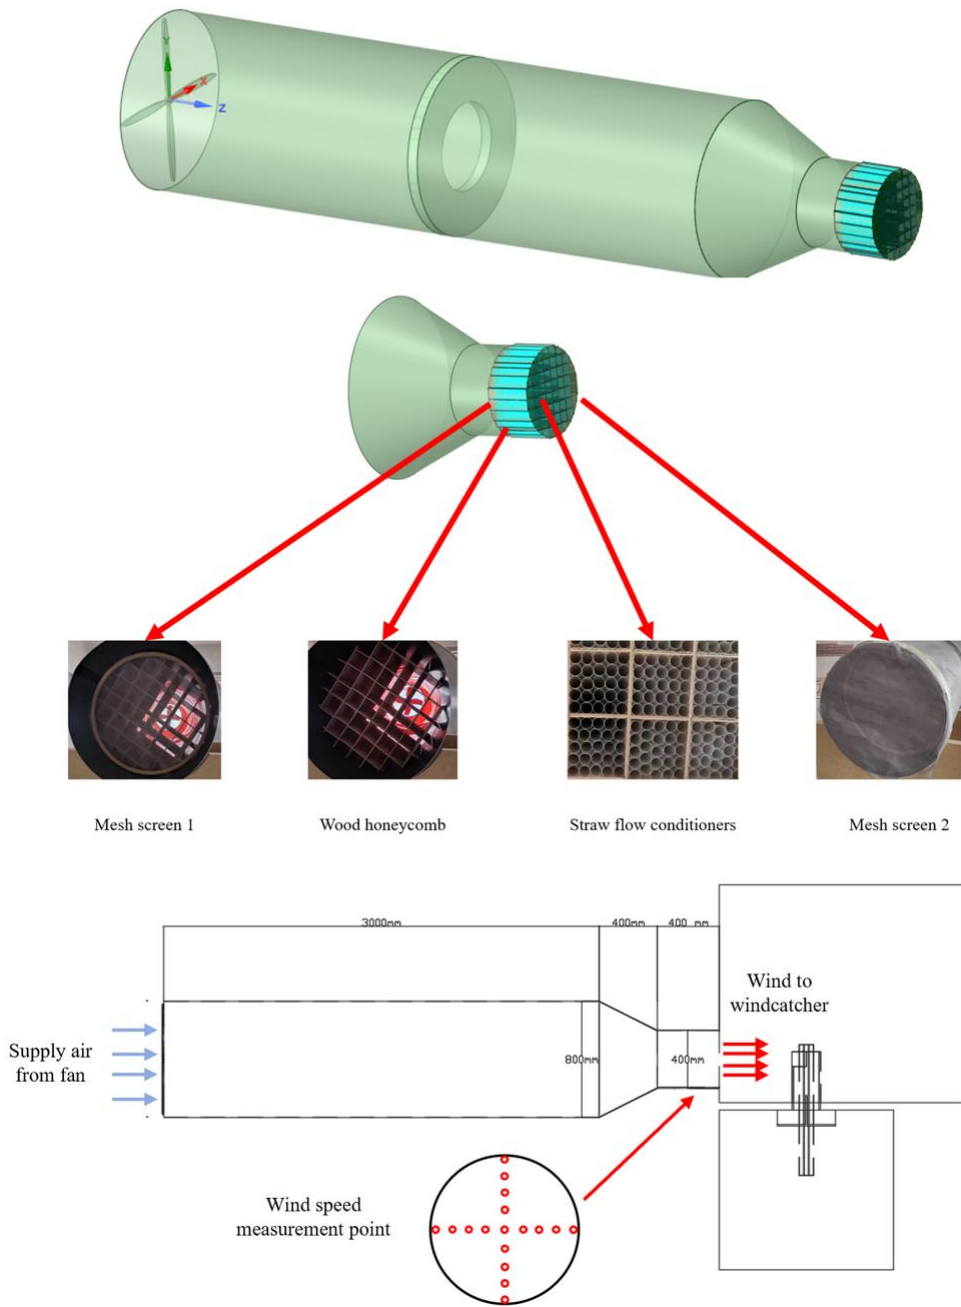 Y
X
Z
Mesh screen 1
Wood honeycomb
Straw flow conditioners
Mesh screen 2
3000mm
400mm
400 mm
Wind to
windcatcher
Supply air
from fan
800mm
400mm
Wind speed
measurement point